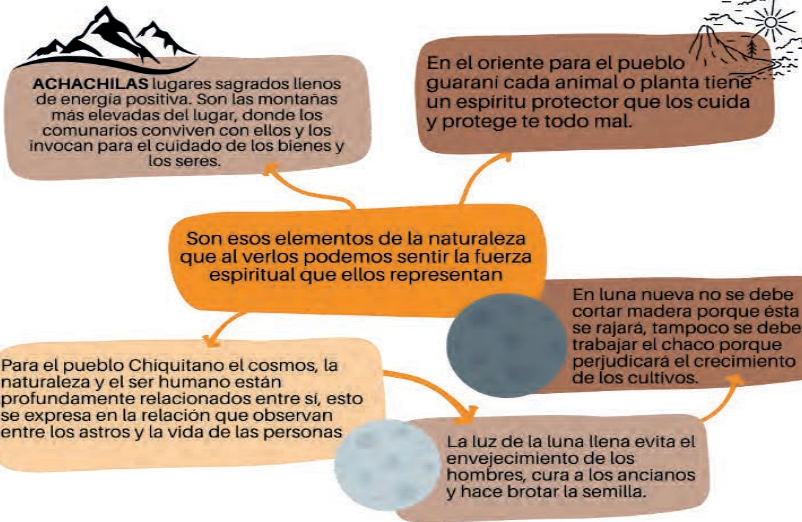 ACHACHILAS lugares sagrados llenos
de energía positiva. Son las montañas
más elevadas del lugar, donde los
comunarios conviven con ellos y los
invocan para el cuidado de los bienes y
los seres.
En el oriente para el pueblo
guaraní cada animal o planta tiene
un espíritu protector que los cuida
y protege te todo mal.
Son esos elementos de la naturaleza
que al verlos podemos sentir la fuerza
espiritual que ellos representan
En luna nueva no se debe
cortar madera porque ésta
se rajará, tampoco se debe
trabajar el chaco porque
perjudicará el crecimiento
de los cultivos.
Para el pueblo Chiquitano el cosmos, la
naturaleza y el ser humano están
profundamente relacionados entre sí, esto
se expresa en la relación que observan
entre los astros y la vida de las personas
La luz de la luna llena evita el
envejecimiento de los
hombres, cura a los ancianos
y hace brotar la semilla.